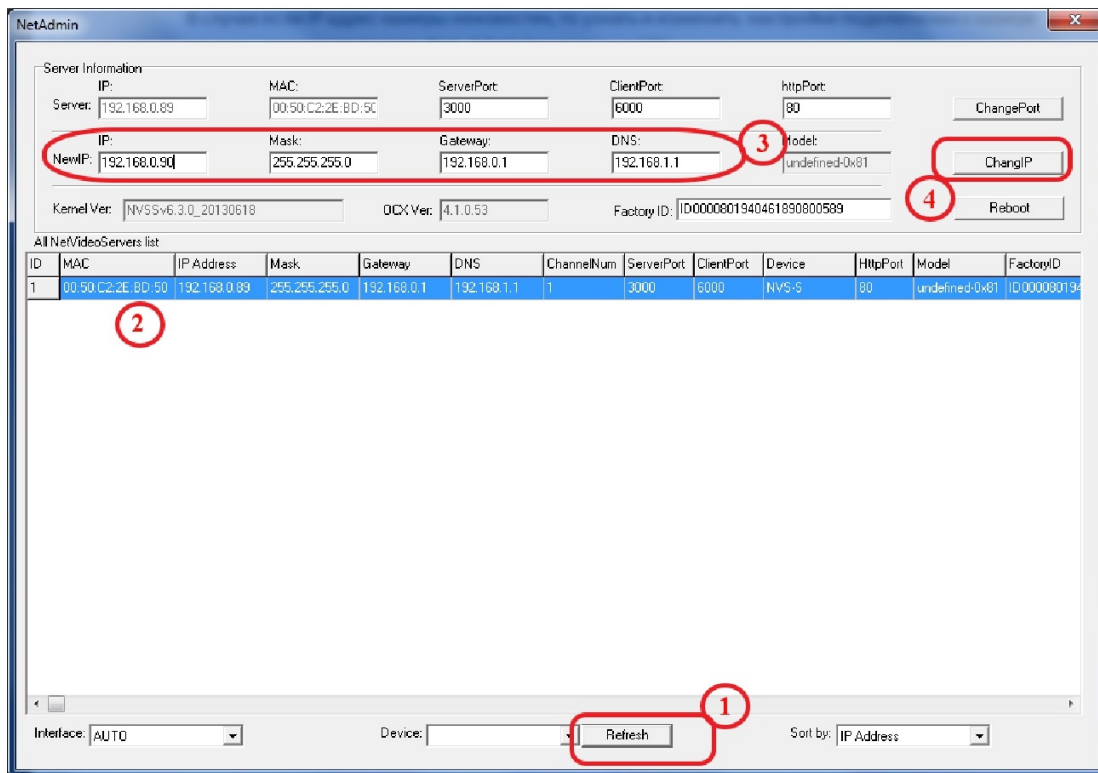 NetAdmin
Server Information
IP: MAC: ServerPort: ClientPort: httpPort:
Server: 192.168.0.89 00:50:C2:2E:BD:50 3000 6000 80 ChangePort
IP: Mask: Gateway: DNS: 3 Model:
NewIP: 192.168.0.90 255.255.255.0 192.168.0.1 192.168.1.1 undefined-0x81 ChangIP
4
Kernel Ver: NVSSv6.3.0_20130618 OCX Ver: 4.1.0.53 Factory ID: ID0000801940461890800589 Reboot
All NetVideoServers list
ID MAC IP Address Mask Gateway DNS ChannelNum ServerPort ClientPort Device HttpPort Model FactoryID
1 00:50:C2:2E:BD:50 192.168.0.89 255.255.255.0 192.168.0.1 192.168.1.1 1 3000 6000 NVS-S 80 undefined-0x81 ID000080194
2
1
Interface: AUTO Device: Refresh Sort by: IP Address